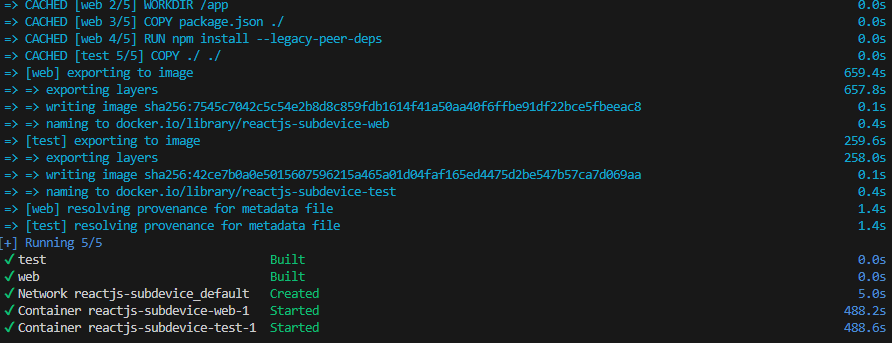 => CACHED [web 2/5] WORKDIR /app 0.0s
=> CACHED [web 3/5] COPY package.json ./ 0.0s
=> CACHED [web 4/5] RUN npm install --legacy-peer-deps 0.0s
=> CACHED [test 5/5] COPY ./ ./ 0.0s
=> [web] exporting to image 659.4s
=> => exporting layers 657.8s
=> => writing image sha256:7545c7042c5c54e2b8d8c859fdb1614f41a50aa40f6ffbe91df22bce5fbeeac8 0.1s
=> => naming to docker.io/library/reactjs-subdevice-web 0.4s
=> [test] exporting to image 259.6s
=> => exporting layers 258.0s
=> => writing image sha256:42ce7b0a0e5015607596215a465a01d04faf165ed4475d2be547b57ca7d069aa 0.1s
=> => naming to docker.io/library/reactjs-subdevice-test 0.4s
=> [web] resolving provenance for metadata file 1.4s
=> [test] resolving provenance for metadata file 1.4s
[+] Running 5/5
✓ test Built 0.0s
✓ web Built 0.0s
✓ Network reactjs-subdevice_default Created 5.0s
✓ Container reactjs-subdevice-web-1 Started 488.2s
✓ Container reactjs-subdevice-test-1 Started 488.6s